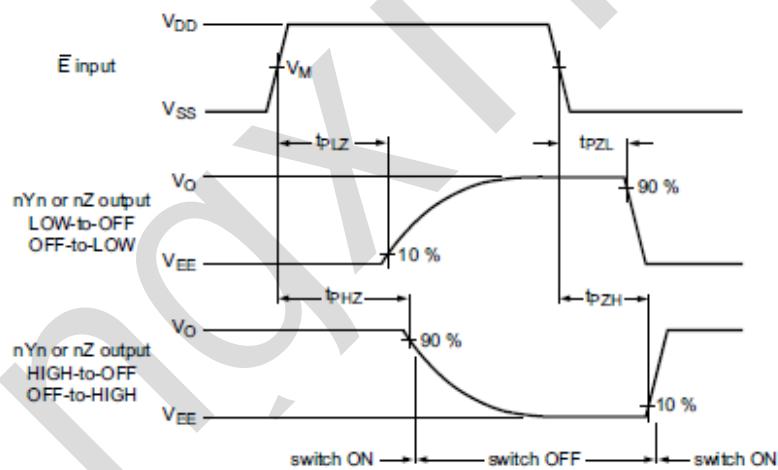 VDD
E̅ input
VM
VSS
tPLZ
tPZL
VO
90 %
nYn or nZ output
LOW-to-OFF
OFF-to-LOW
10 %
VEE
tPHZ
tPZH
VO
90 %
nYn or nZ output
HIGH-to-OFF
OFF-to-HIGH
10 %
VEE
switch ON
switch OFF
switch ON